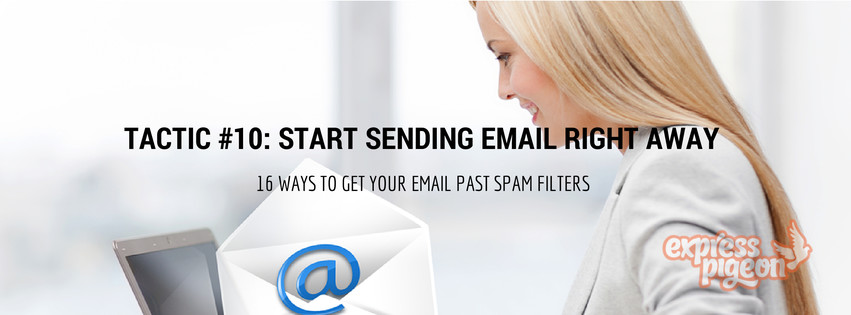 TACTIC #10: START SENDING EMAIL RIGHT AWAY
16 WAYS TO GET YOUR EMAIL PAST SPAM FILTERS
@
express
pigeon